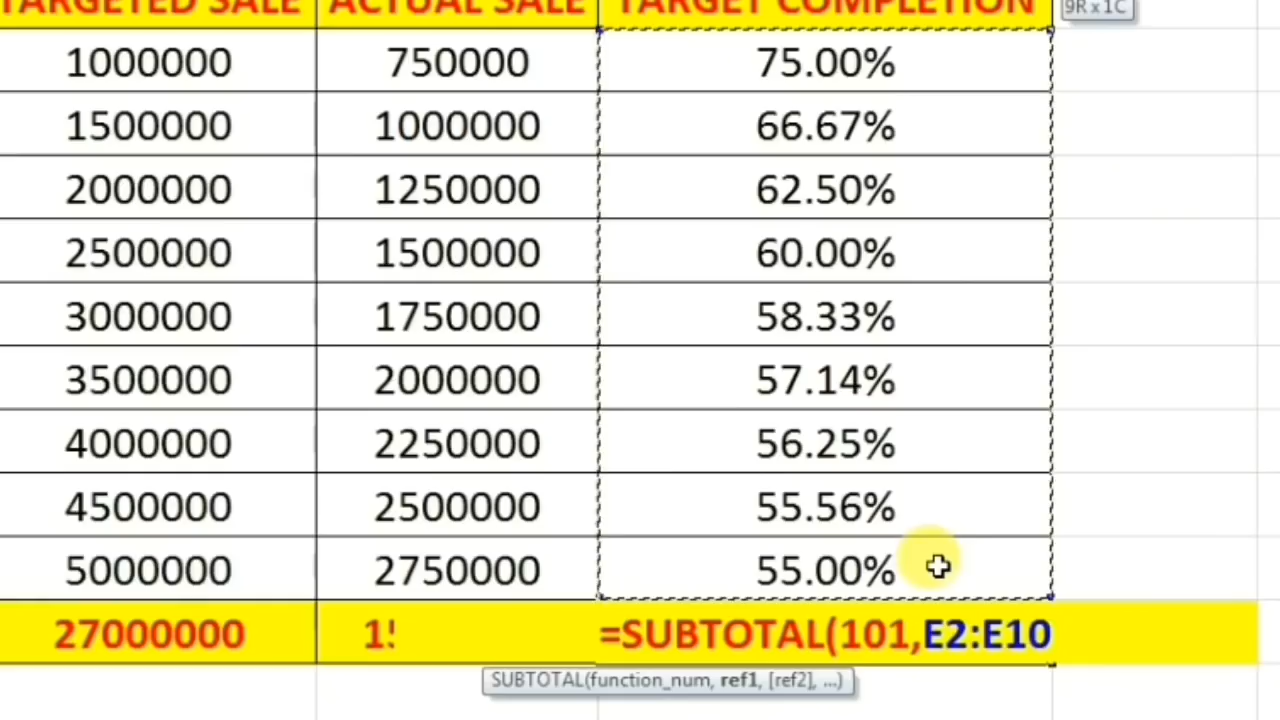 TARGETED SALE ACTUAL SALE TARGET COMPLETION
9R x 1C
1000000 750000 75.00%
1500000 1000000 66.67%
2000000 1250000 62.50%
2500000 1500000 60.00%
3000000 1750000 58.33%
3500000 2000000 57.14%
4000000 2250000 56.25%
4500000 2500000 55.56%
5000000 2750000 55.00%
27000000 =SUBTOTAL(101,E2:E10
SUBTOTAL(function_num, ref1, [ref2], ...)